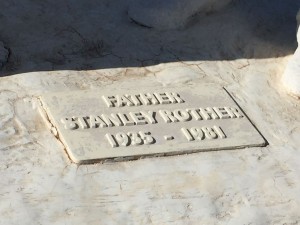 FATHER
STANLEY ROTHER
1935 - 1981